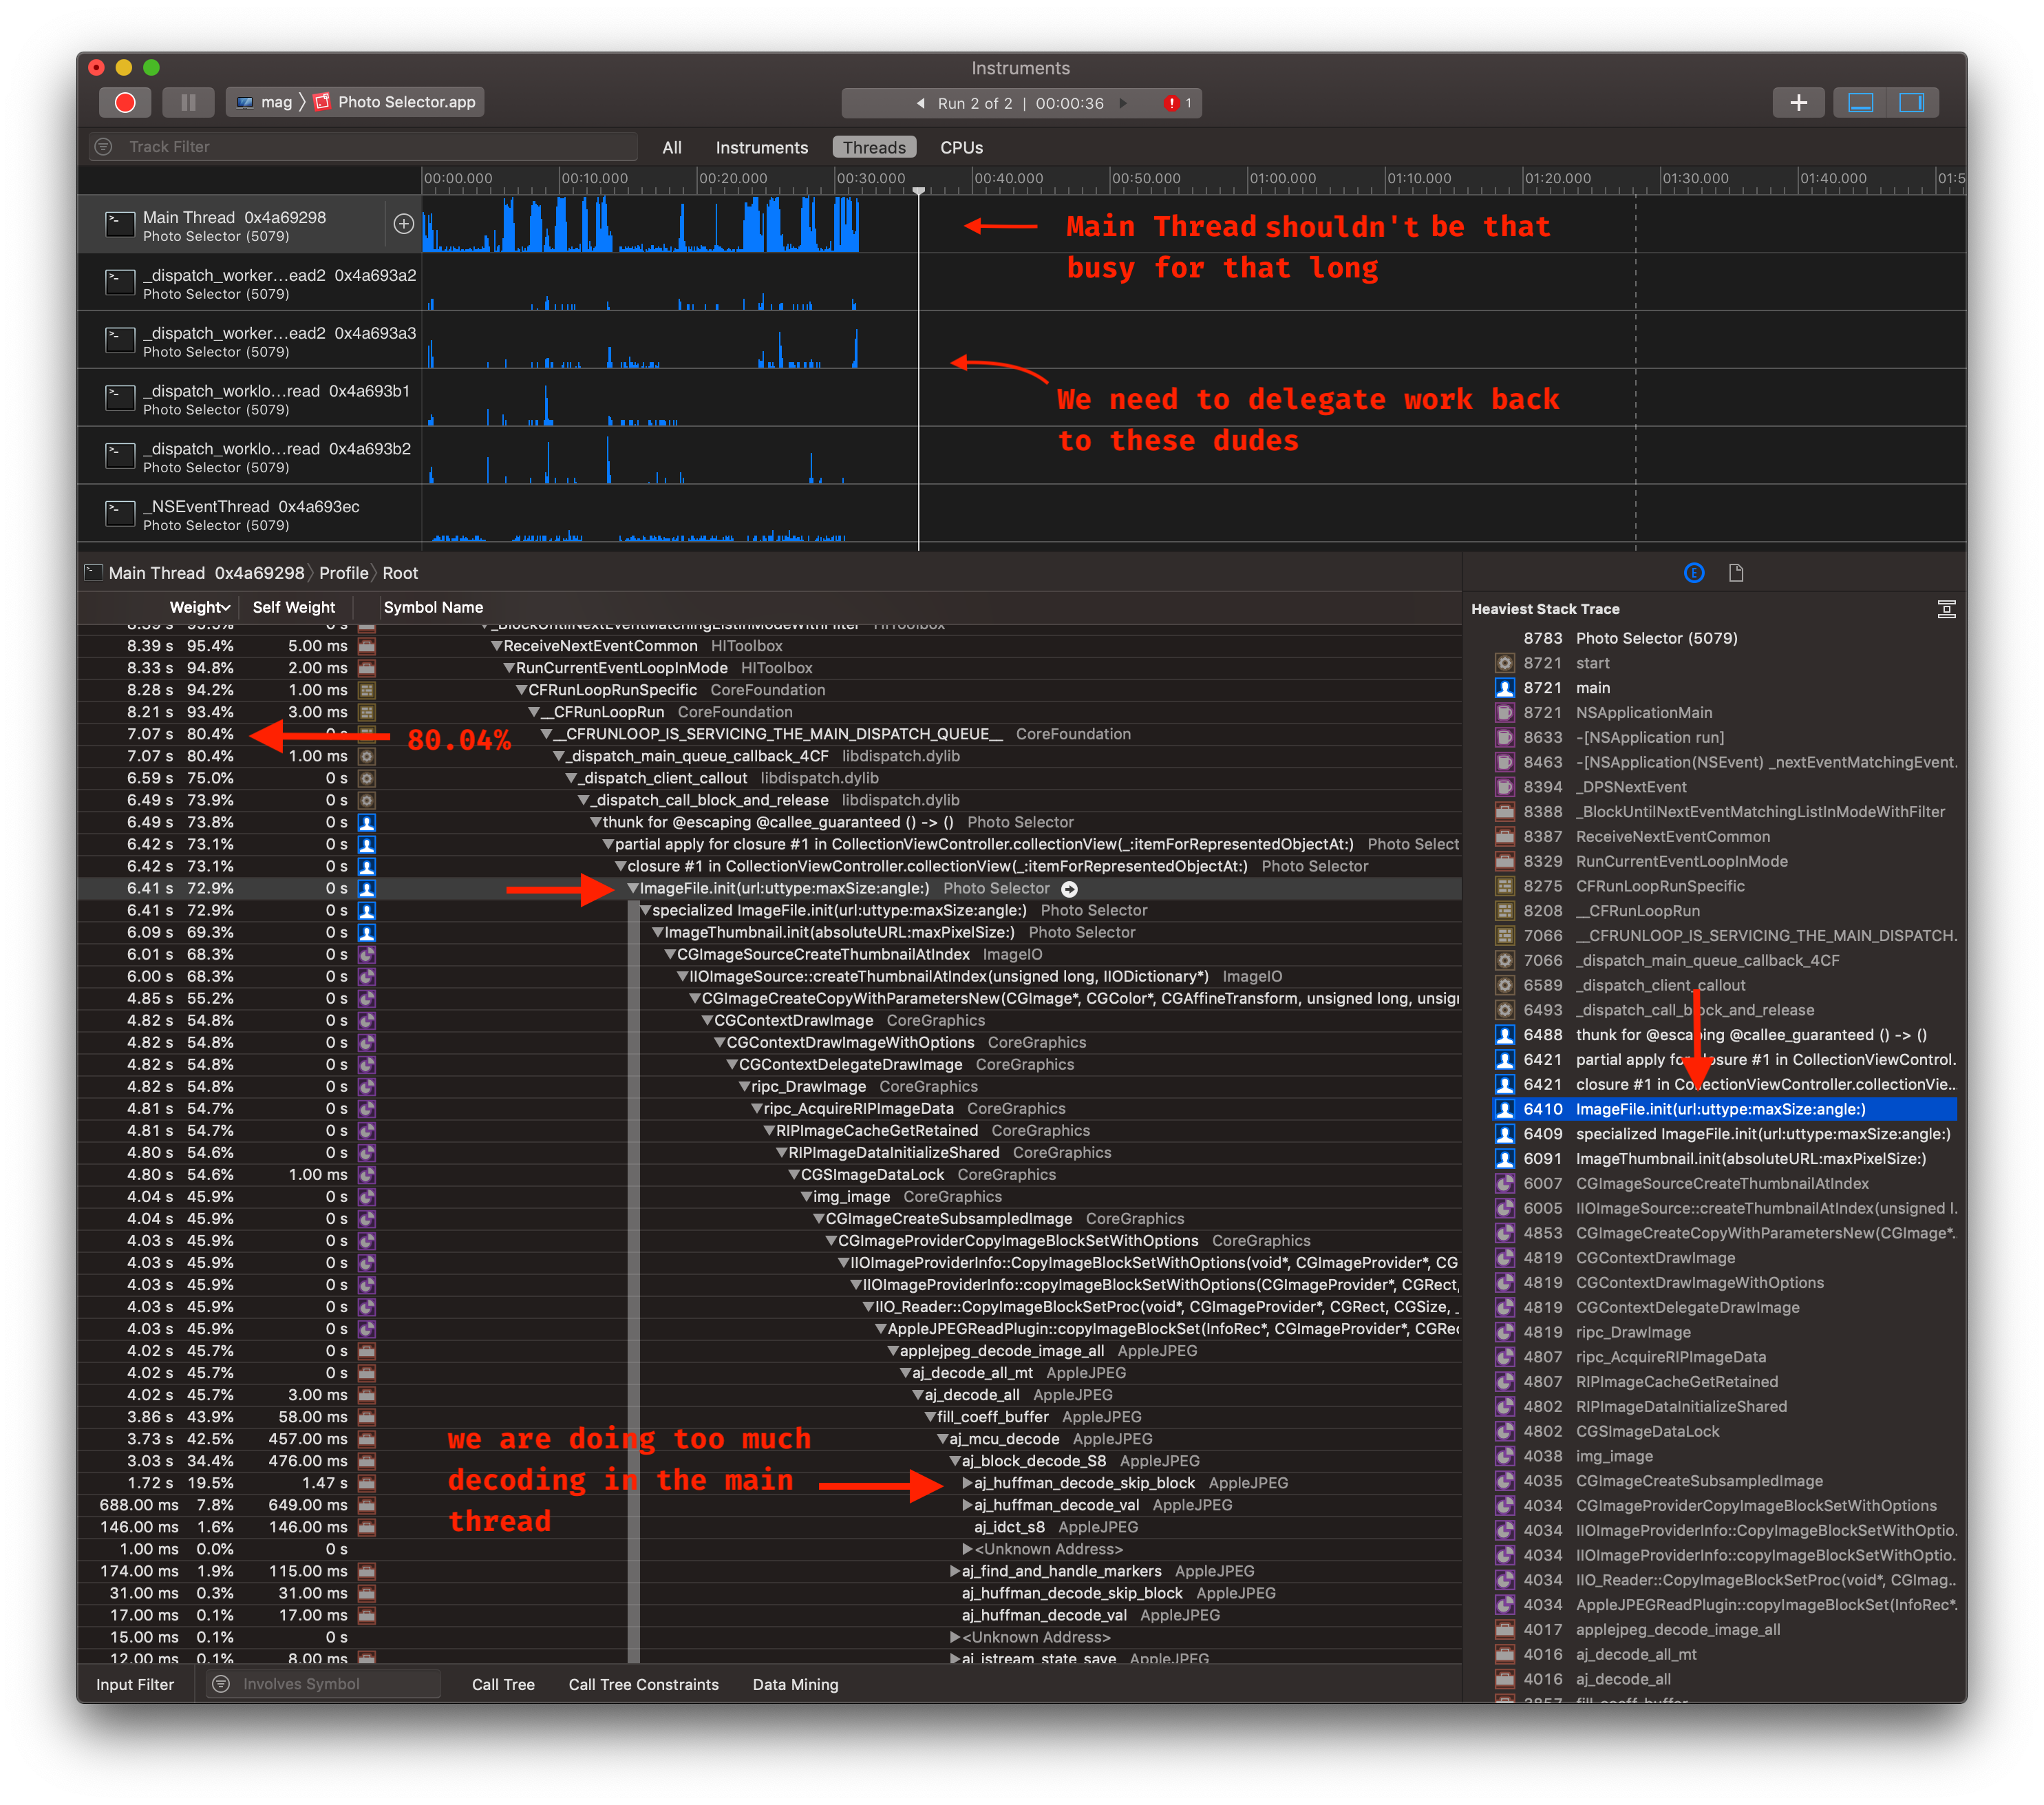 Instruments
mag 〉 Photo Selector.app
Run 2 of 2 | 00:00:36
1
Track Filter
All Instruments Threads CPUs
00:00.000 00:10.000 00:20.000 00:30.000 00:40.000 00:50.000 01:00.000 01:10.000 01:20.000 01:30.000 01:40.000 01:5
Main Thread 0x4a69298
Photo Selector (5079)
_dispatch_worker...ead2 0x4a693a2
Photo Selector (5079)
_dispatch_worker...ead2 0x4a693a3
Photo Selector (5079)
_dispatch_worklo...read 0x4a693b1
Photo Selector (5079)
_dispatch_worklo...read 0x4a693b2
Photo Selector (5079)
_NSEventThread 0x4a693ec
Photo Selector (5079)
Main Thread shouldn't be that
busy for that long
We need to delegate work back
to these dudes
Main Thread 0x4a69298 〉 Profile 〉 Root
Weight Self Weight Symbol Name
8.39 s 95.5% 0 s _BlockUntilNextEventMatchingListInModeWithFilter HIToolbox
8.39 s 95.4% 5.00 ms ReceiveNextEventCommon HIToolbox
8.33 s 94.8% 2.00 ms RunCurrentEventLoopInMode HIToolbox
8.28 s 94.2% 1.00 ms CFRunLoopRunSpecific CoreFoundation
8.21 s 93.4% 3.00 ms __CFRunLoopRun CoreFoundation
7.07 s 80.4% 0 s __CFRUNLOOP_IS_SERVICING_THE_MAIN_DISPATCH_QUEUE__ CoreFoundation
80.04%
7.07 s 80.4% 1.00 ms _dispatch_main_queue_callback_4CF libdispatch.dylib
6.59 s 75.0% 0 s _dispatch_client_callout libdispatch.dylib
6.49 s 73.9% 0 s _dispatch_call_block_and_release libdispatch.dylib
6.49 s 73.8% 0 s thunk for @escaping @callee_guaranteed () -> () Photo Selector
6.42 s 73.1% 0 s partial apply for closure #1 in CollectionViewController.collectionView(_:itemForRepresentedObjectAt:) Photo Select
6.42 s 73.1% 0 s closure #1 in CollectionViewController.collectionView(_:itemForRepresentedObjectAt:) Photo Selector
6.41 s 72.9% 0 s ImageFile.init(url:uttype:maxSize:angle:) Photo Selector
6.41 s 72.9% 0 s specialized ImageFile.init(url:uttype:maxSize:angle:) Photo Selector
6.09 s 69.3% 0 s ImageThumbnail.init(absoluteURL:maxPixelSize:) Photo Selector
6.01 s 68.3% 0 s CGImageSourceCreateThumbnailAtIndex ImageIO
6.00 s 68.3% 0 s IIOImageSource::createThumbnailAtIndex(unsigned long, IIODictionary*) ImageIO
4.85 s 55.2% 0 s CGImageCreateCopyWithParametersNew(CGImage*, CGColor*, CGAffineTransform, unsigned long, unsig
4.82 s 54.8% 0 s CGContextDrawImage CoreGraphics
4.82 s 54.8% 0 s CGContextDrawImageWithOptions CoreGraphics
4.82 s 54.8% 0 s CGContextDelegateDrawImage CoreGraphics
4.82 s 54.8% 0 s ripc_DrawImage CoreGraphics
4.81 s 54.7% 0 s ripc_AcquireRIPImageData CoreGraphics
4.81 s 54.7% 0 s RIPImageCacheGetRetained CoreGraphics
4.80 s 54.6% 0 s RIPImageDataInitializeShared CoreGraphics
4.80 s 54.6% 1.00 ms CGSImageDataLock CoreGraphics
4.04 s 45.9% 0 s img_image CoreGraphics
4.04 s 45.9% 0 s CGImageCreateSubsampledImage CoreGraphics
4.03 s 45.9% 0 s CGImageProviderCopyImageBlockSetWithOptions CoreGraphics
4.03 s 45.9% 0 s IIOImageProviderInfo::CopyImageBlockSetWithOptions(void*, CGImageProvider*, CG
4.03 s 45.9% 0 s IIOImageProviderInfo::copyImageBlockSetWithOptions(CGImageProvider*, CGRect,
4.03 s 45.9% 0 s IIO_Reader::CopyImageBlockSetProc(void*, CGImageProvider*, CGRect, CGSize, _
4.03 s 45.9% 0 s AppleJPEGReadPlugin::copyImageBlockSet(InfoRec*, CGImageProvider*, CGRec
4.02 s 45.7% 0 s applejpeg_decode_image_all AppleJPEG
4.02 s 45.7% 0 s aj_decode_all_mt AppleJPEG
4.02 s 45.7% 3.00 ms aj_decode_all AppleJPEG
3.86 s 43.9% 58.00 ms fill_coeff_buffer AppleJPEG
3.73 s 42.5% 457.00 ms aj_mcu_decode AppleJPEG
3.03 s 34.4% 476.00 ms aj_block_decode_S8 AppleJPEG
1.72 s 19.5% 1.47 s aj_huffman_decode_skip_block AppleJPEG
688.00 ms 7.8% 649.00 ms aj_huffman_decode_val AppleJPEG
146.00 ms 1.6% 146.00 ms aj_idct_s8 AppleJPEG
1.00 ms 0.0% 0 s <Unknown Address>
174.00 ms 1.9% 115.00 ms aj_find_and_handle_markers AppleJPEG
31.00 ms 0.3% 31.00 ms aj_huffman_decode_skip_block AppleJPEG
17.00 ms 0.1% 17.00 ms aj_huffman_decode_val AppleJPEG
15.00 ms 0.1% 0 s <Unknown Address>
12.00 ms 0.1% 8.00 ms aj_istream_state_save AppleJPEG
we are doing too much
decoding in the main
thread
Input Filter Involves Symbol Call Tree Call Tree Constraints Data Mining
E
Heaviest Stack Trace
8783 Photo Selector (5079)
8721 start
8721 main
8721 NSApplicationMain
8633 -[NSApplication run]
8463 -[NSApplication(NSEvent) _nextEventMatchingEvent.
8394 _DPSNextEvent
8388 _BlockUntilNextEventMatchingListInModeWithFilter
8387 ReceiveNextEventCommon
8329 RunCurrentEventLoopInMode
8275 CFRunLoopRunSpecific
8208 __CFRunLoopRun
7066 __CFRUNLOOP_IS_SERVICING_THE_MAIN_DISPATCH.
7066 _dispatch_main_queue_callback_4CF
6589 _dispatch_client_callout
6493 _dispatch_call_block_and_release
6488 thunk for @escaping @callee_guaranteed () -> ()
6421 partial apply for closure #1 in CollectionViewControl.
6421 closure #1 in CollectionViewController.collectionVie...
6410 ImageFile.init(url:uttype:maxSize:angle:)
6409 specialized ImageFile.init(url:uttype:maxSize:angle:)
6091 ImageThumbnail.init(absoluteURL:maxPixelSize:)
6007 CGImageSourceCreateThumbnailAtIndex
6005 IIOImageSource::createThumbnailAtIndex(unsigned l.
4853 CGImageCreateCopyWithParametersNew(CGImage*.
4819 CGContextDrawImage
4819 CGContextDrawImageWithOptions
4819 CGContextDelegateDrawImage
4819 ripc_DrawImage
4807 ripc_AcquireRIPImageData
4807 RIPImageCacheGetRetained
4802 RIPImageDataInitializeShared
4802 CGSImageDataLock
4038 img_image
4035 CGImageCreateSubsampledImage
4034 CGImageProviderCopyImageBlockSetWithOptions
4034 IIOImageProviderInfo::CopyImageBlockSetWithOptio.
4034 IIOImageProviderInfo::copyImageBlockSetWithOptio.
4034 IIO_Reader::CopyImageBlockSetProc(void*, CGImag...
4034 AppleJPEGReadPlugin::copyImageBlockSet(InfoRec*.
4017 applejpeg_decode_image_all
4016 aj_decode_all_mt
4016 aj_decode_all
3857 fill_coeff_buffer